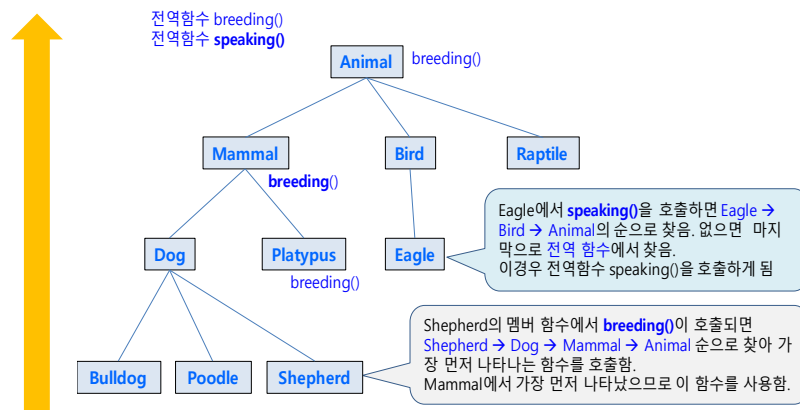 전역함수 breeding()
전역함수 speaking()
Animal
breeding()
Mammal
Bird
Raptile
breeding()
Dog
Platypus
Eagle
breeding()
Eagle에서 speaking()을 호출하면 Eagle →
Bird → Animal의 순으로 찾음. 없으면 마지
막으로 전역 함수에서 찾음.
이경우 전역함수 speaking()을 호출하게 됨
Bulldog
Poodle
Shepherd
Shepherd의 멤버 함수에서 breeding()이 호출되면
Shepherd → Dog → Mammal → Animal 순으로 찾아 가
장 먼저 나타나는 함수를 호출함.
Mammal에서 가장 먼저 나타났으므로 이 함수를 사용함.